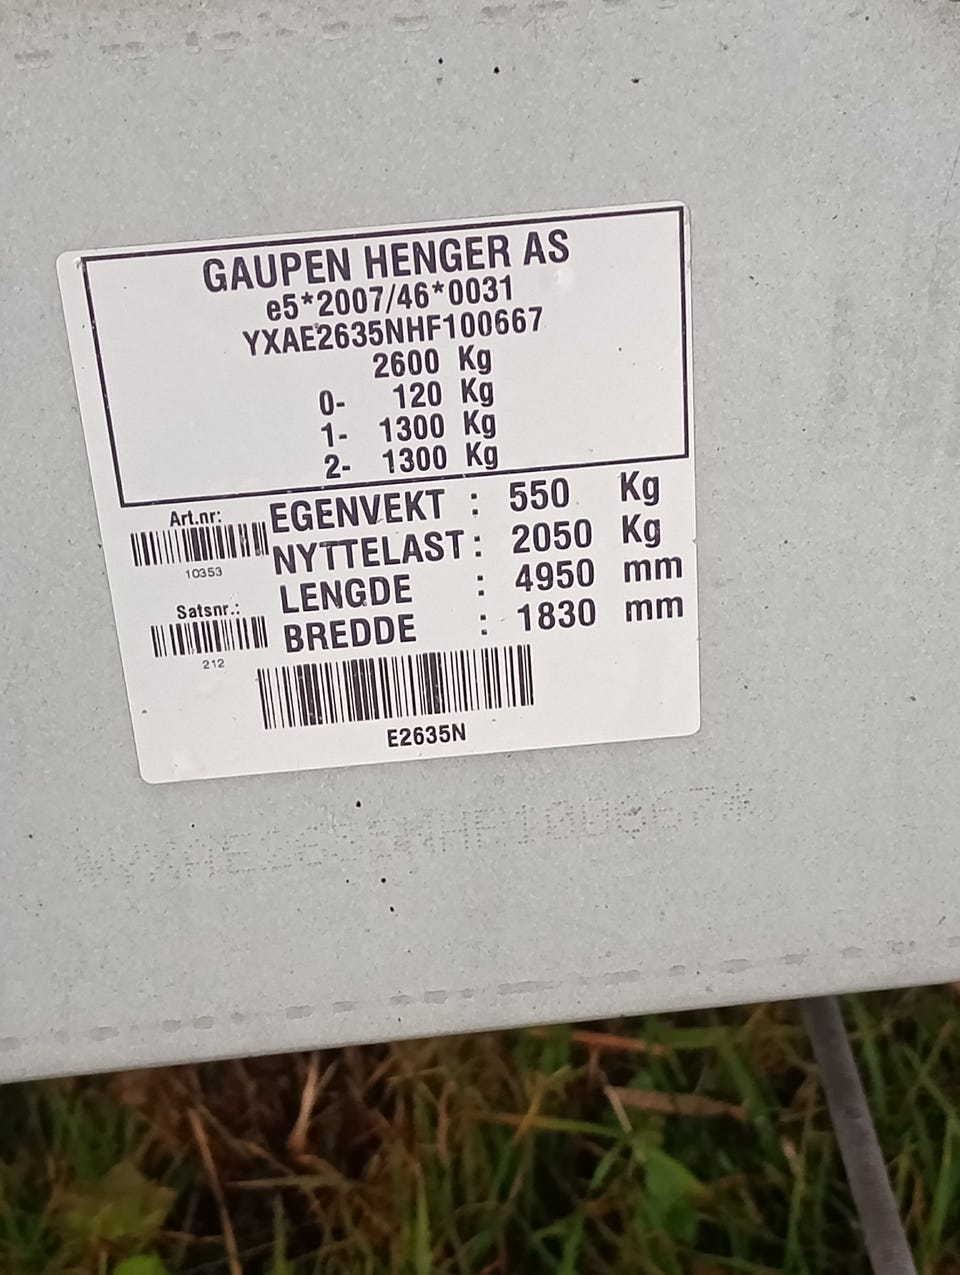 GAUPEN HENGER AS
e5*2007/46*0031
YXAE2635NHF100667
2600 Kg
0- 120 Kg
1- 1300 Kg
2- 1300 Kg
EGENVEKT : 550 Kg
NYTTELAST : 2050 Kg
LENGDE : 4950 mm
BREDDE : 1830 mm
Art.nr:
10353
Satsnr.:
212
E2635N